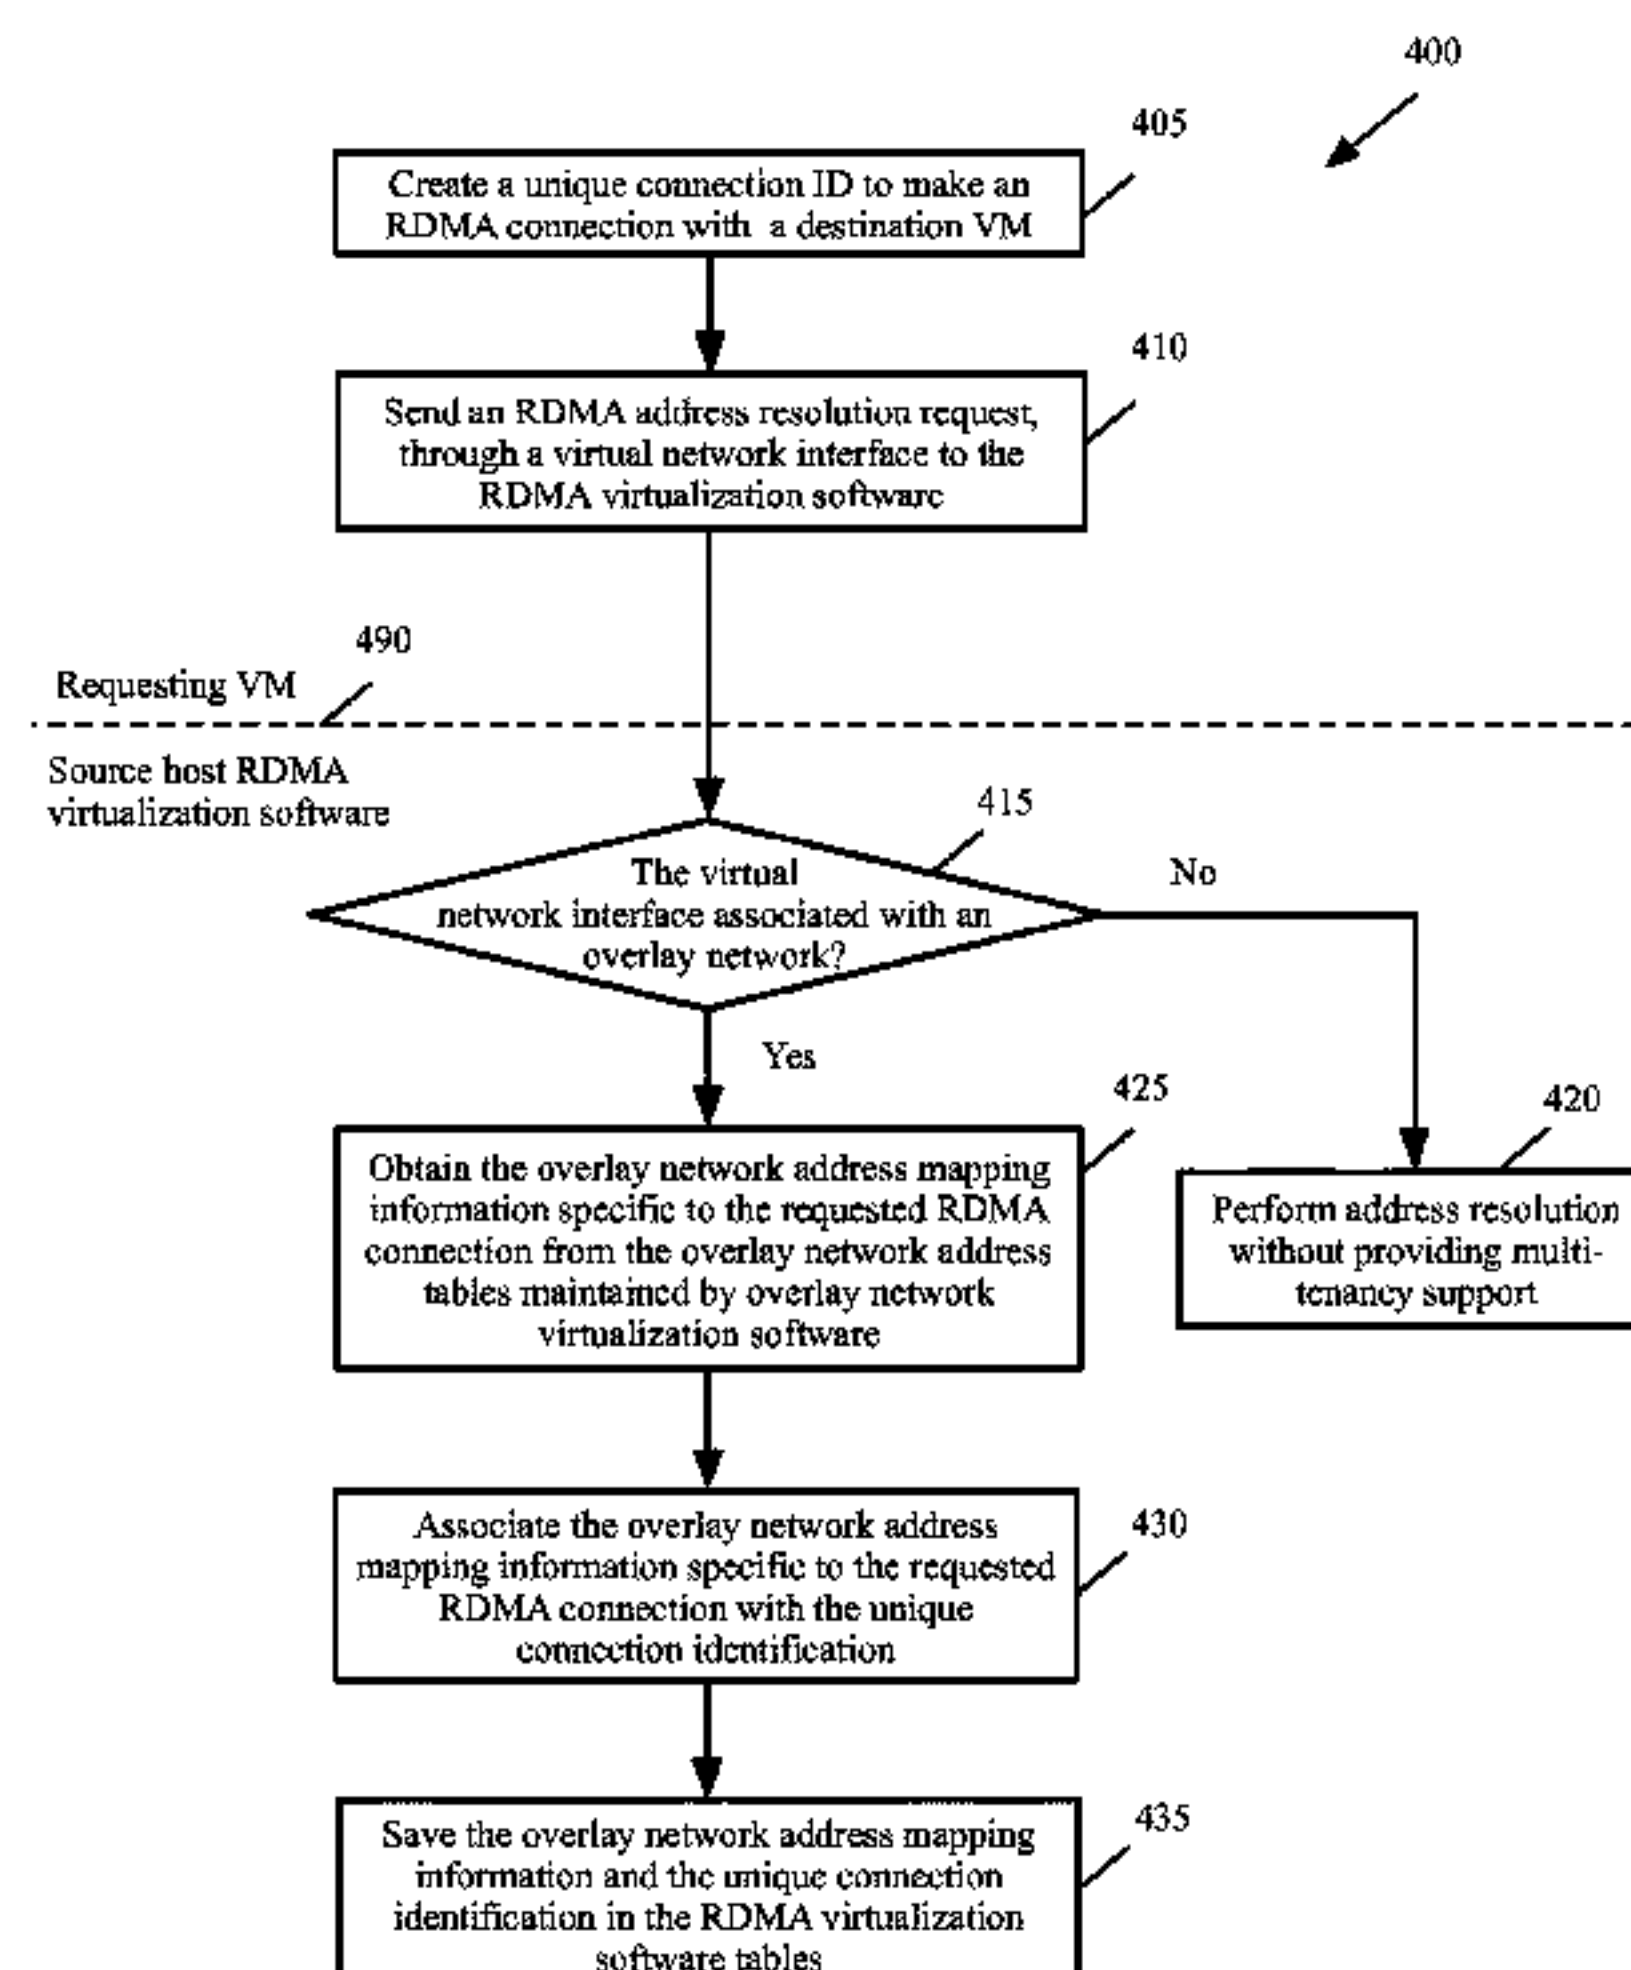 400
405
Create a unique connection ID to make an
RDMA connection with a destination VM
410
Send an RDMA address resolution request,
through a virtual network interface to the
RDMA virtualization software
490
Requesting VM
Source host RDMA
virtualization software
415
The virtual
network interface associated with an
overlay network?
No
Yes
425
420
Obtain the overlay network address mapping
information specific to the requested RDMA
connection from the overlay network address
tables maintained by overlay network
virtualization software
Perform address resolution
without providing multi-
tenancy support
430
Associate the overlay network address
mapping information specific to the requested
RDMA connection with the unique
connection identification
435
Save the overlay network address mapping
information and the unique connection
identification in the RDMA virtualization
software tables